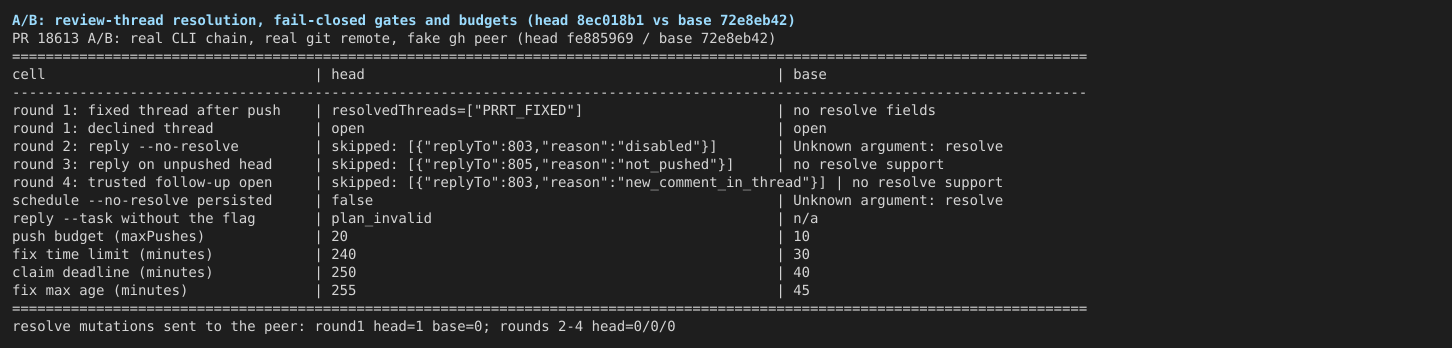 A/B: review-thread resolution, fail-closed gates and budgets (head 8ec018b1 vs base 72e8eb42)
PR 18613 A/B: real CLI chain, real git remote, fake gh peer (head fe885969 / base 72e8eb42)
================================================================================================================================
cell                                | head                                                 | base
--------------------------------------------------------------------------------------------------------------------------------
round 1: fixed thread after push    | resolvedThreads=["PRRT_FIXED"]                       | no resolve fields
round 1: declined thread            | open                                                 | open
round 2: reply --no-resolve         | skipped: [{"replyTo":803,"reason":"disabled"}]       | Unknown argument: resolve
round 3: reply on unpushed head     | skipped: [{"replyTo":805,"reason":"not_pushed"}]     | no resolve support
round 4: trusted follow-up open     | skipped: [{"replyTo":803,"reason":"new_comment_in_thread"}] | no resolve support
schedule --no-resolve persisted     | false                                                | Unknown argument: resolve
reply --task without the flag       | plan_invalid                                         | n/a
push budget (maxPushes)             | 20                                                   | 10
fix time limit (minutes)            | 240                                                  | 30
claim deadline (minutes)            | 250                                                  | 40
fix max age (minutes)               | 255                                                  | 45
================================================================================================================================
resolve mutations sent to the peer: round1 head=1 base=0; rounds 2-4 head=0/0/0